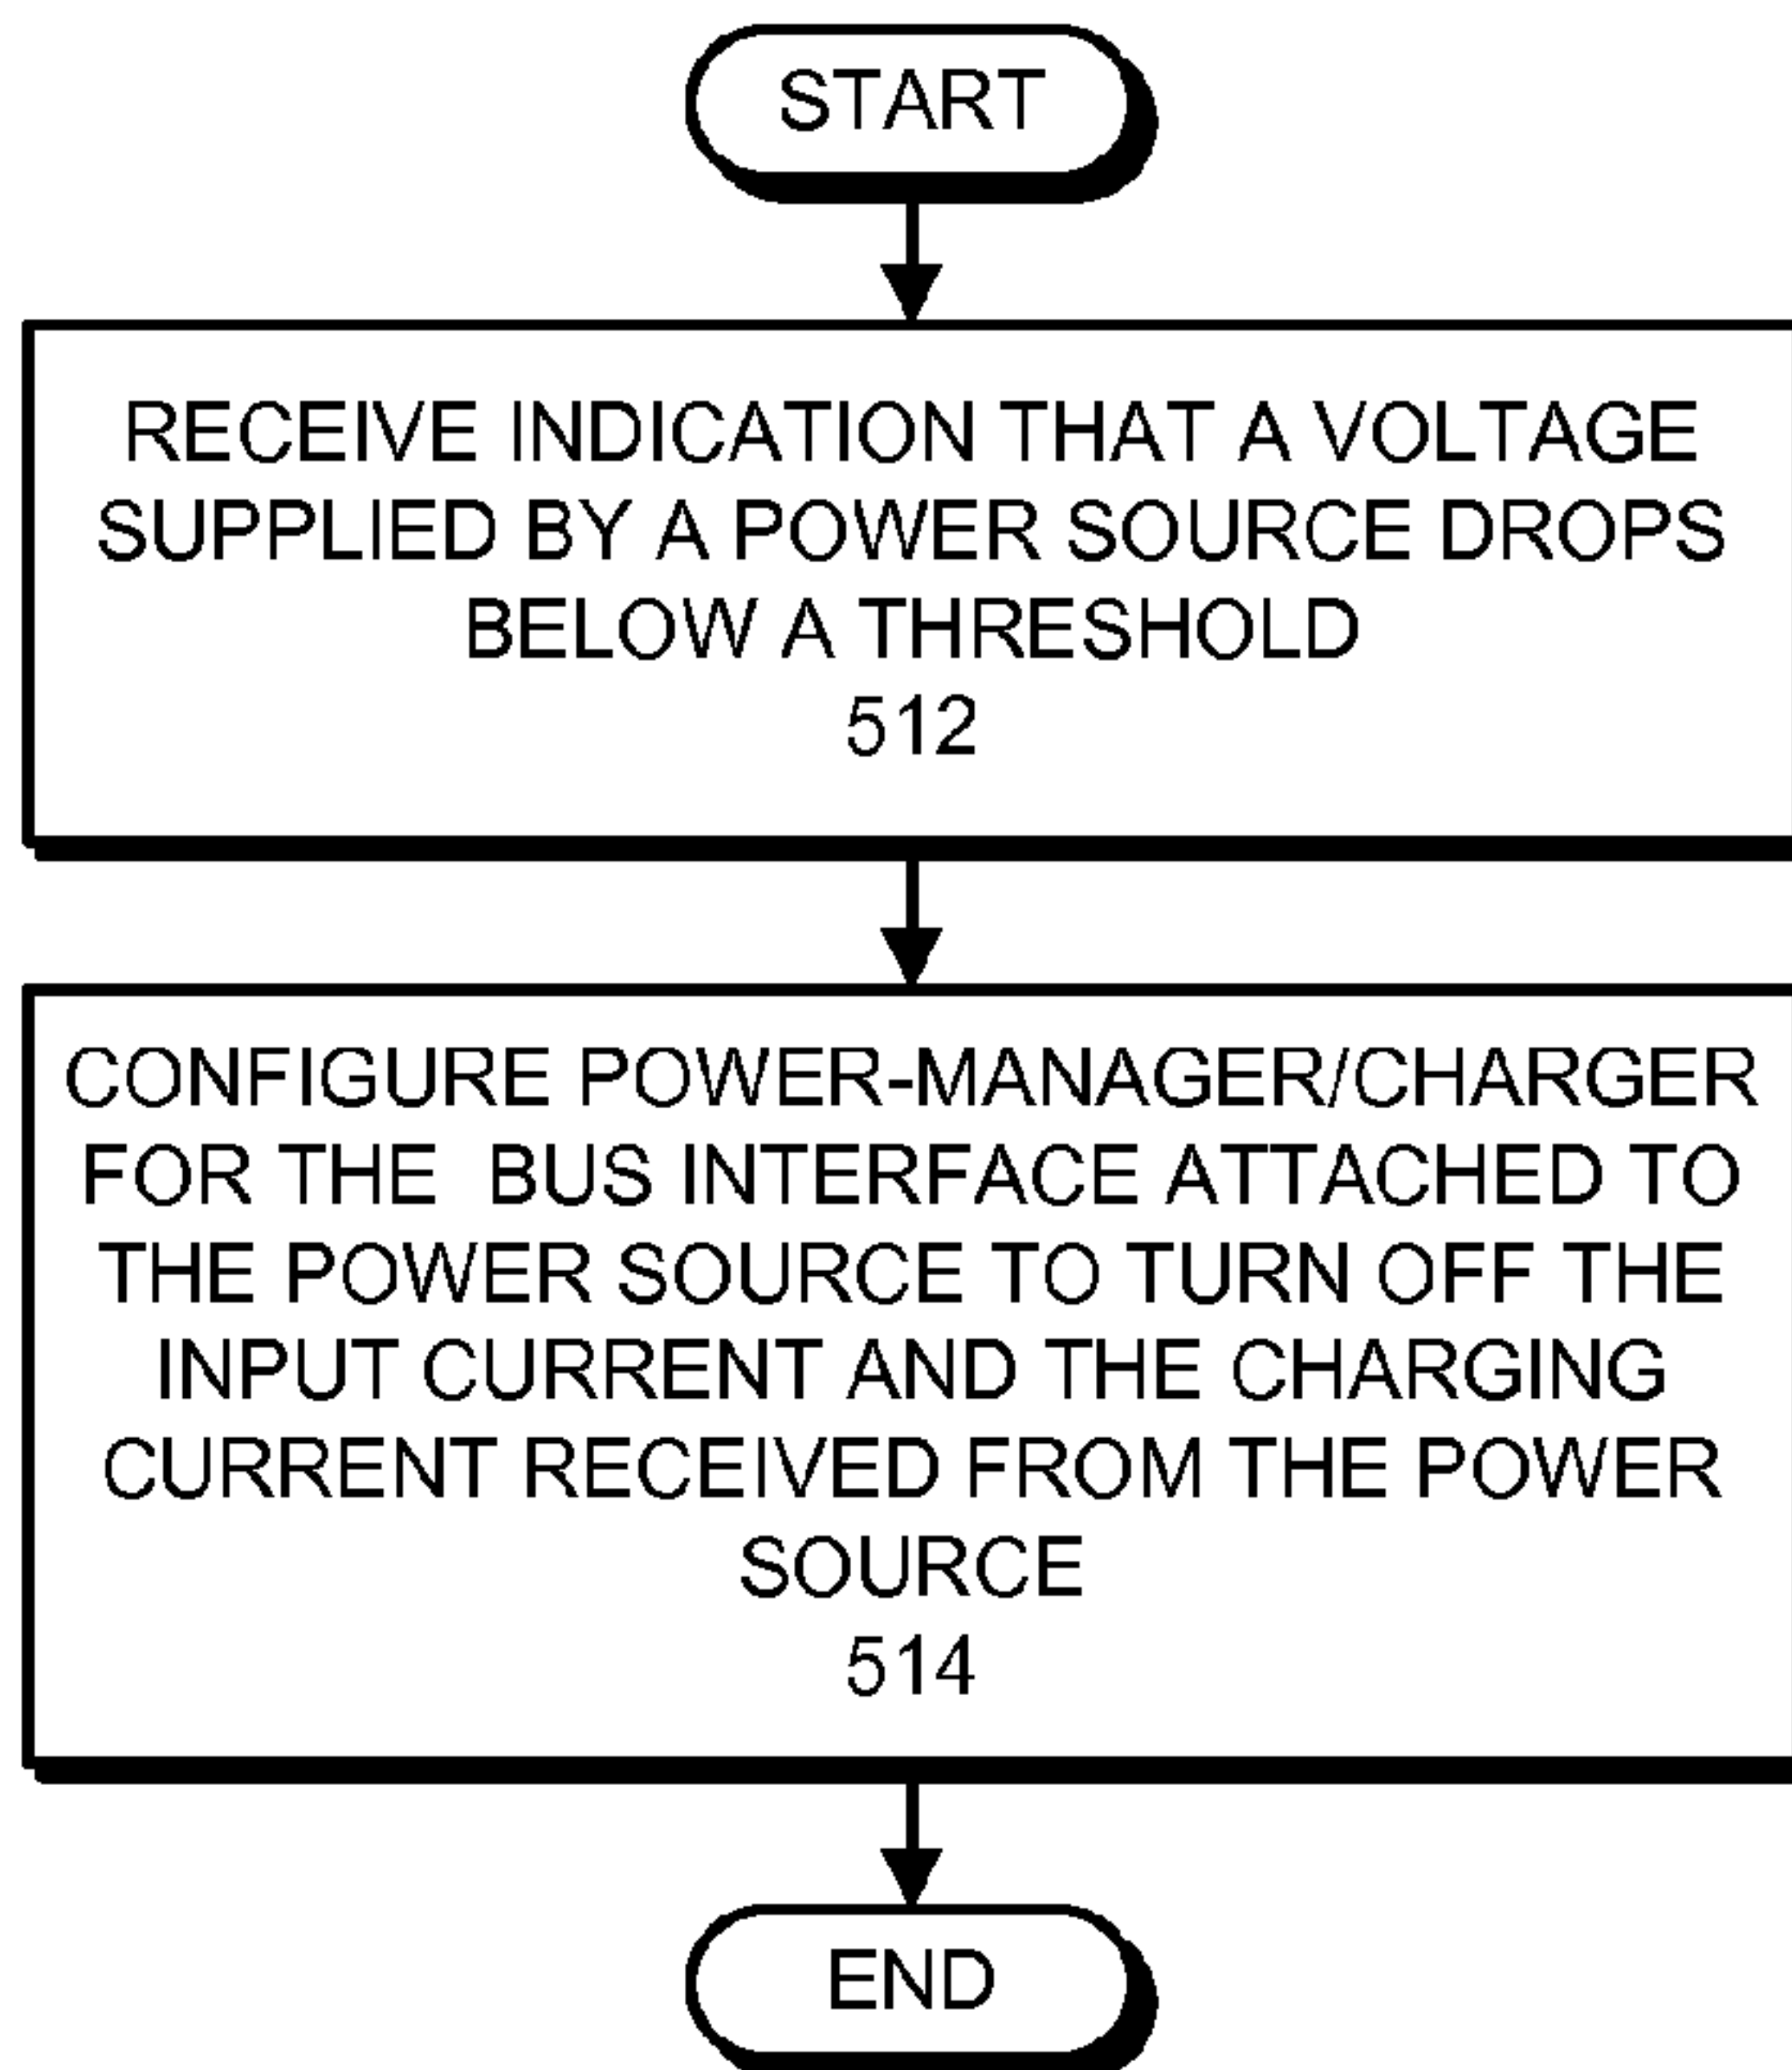 START
RECEIVE INDICATION THAT A VOLTAGE
SUPPLIED BY A POWER SOURCE DROPS
BELOW A THRESHOLD
512
CONFIGURE POWER-MANAGER/CHARGER
FOR THE BUS INTERFACE ATTACHED TO
THE POWER SOURCE TO TURN OFF THE
INPUT CURRENT AND THE CHARGING
CURRENT RECEIVED FROM THE POWER
SOURCE
514
END